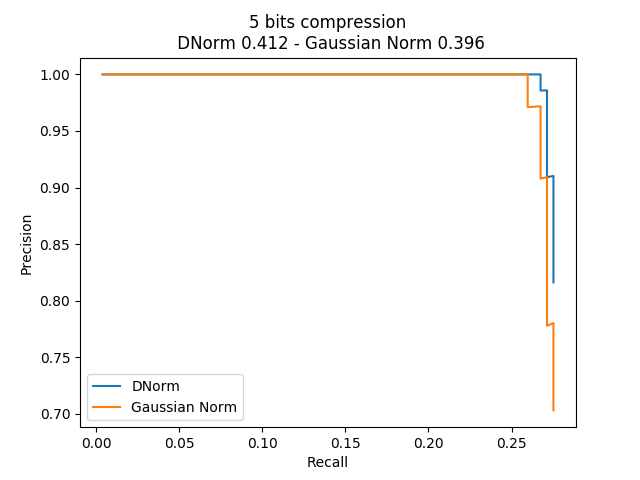 5 bits compression
DNorm 0.412 - Gaussian Norm 0.396
1.00
0.95
0.90
0.85
0.80
0.75
0.70
Precision
DNorm
Gaussian Norm
0.00 0.05 0.10 0.15 0.20 0.25
Recall